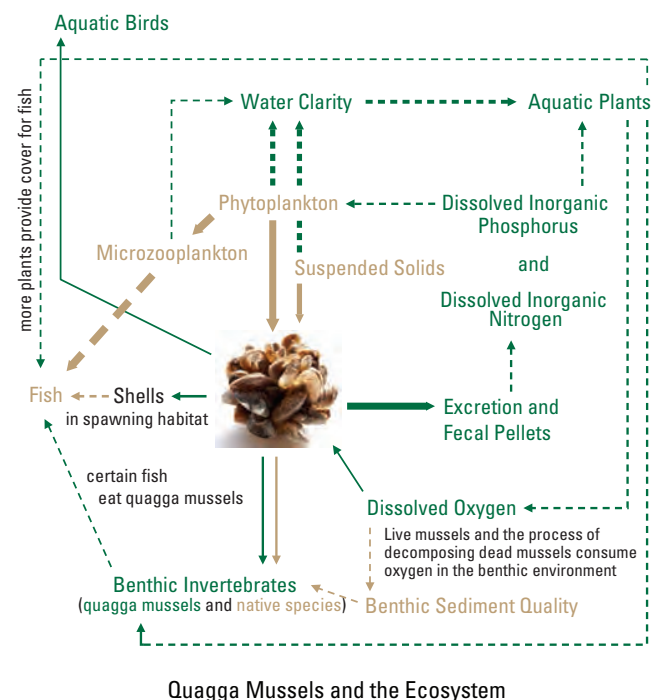 Aquatic Birds
more plants provide cover for fish
Water Clarity
Aquatic Plants
Phytoplankton
Dissolved Inorganic
Phosphorus
Microzooplankton
Suspended Solids
and
Dissolved Inorganic
Nitrogen
Fish
Shells
in spawning habitat
Excretion and
Fecal Pellets
certain fish
eat quagga mussels
Dissolved Oxygen
Live mussels and the process of
decomposing dead mussels consume
oxygen in the benthic environment
Benthic Invertebrates
(quagga mussels and native species)
Benthic Sediment Quality
Quagga Mussels and the Ecosystem